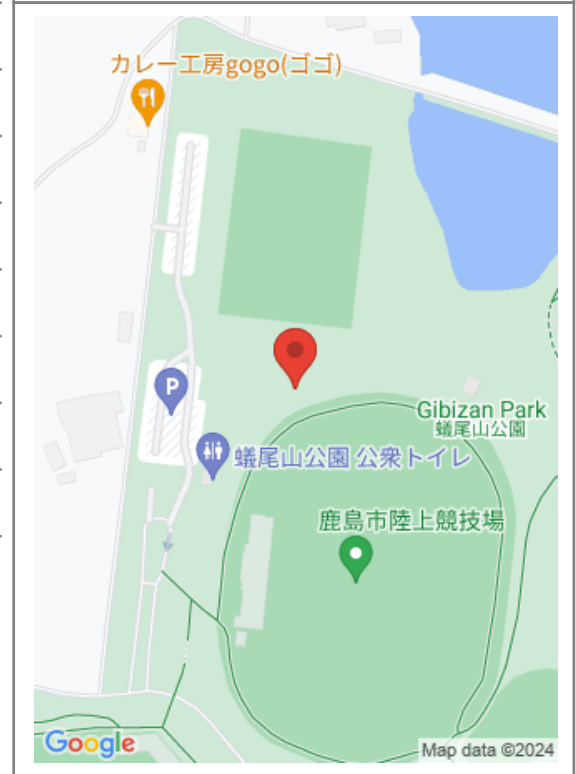 カレー工房gogo(ゴゴ)
P
Gibizan Park
蟻尾山公園
蟻尾山公園 公衆トイレ
鹿島市陸上競技場
Google
Map data ©2024